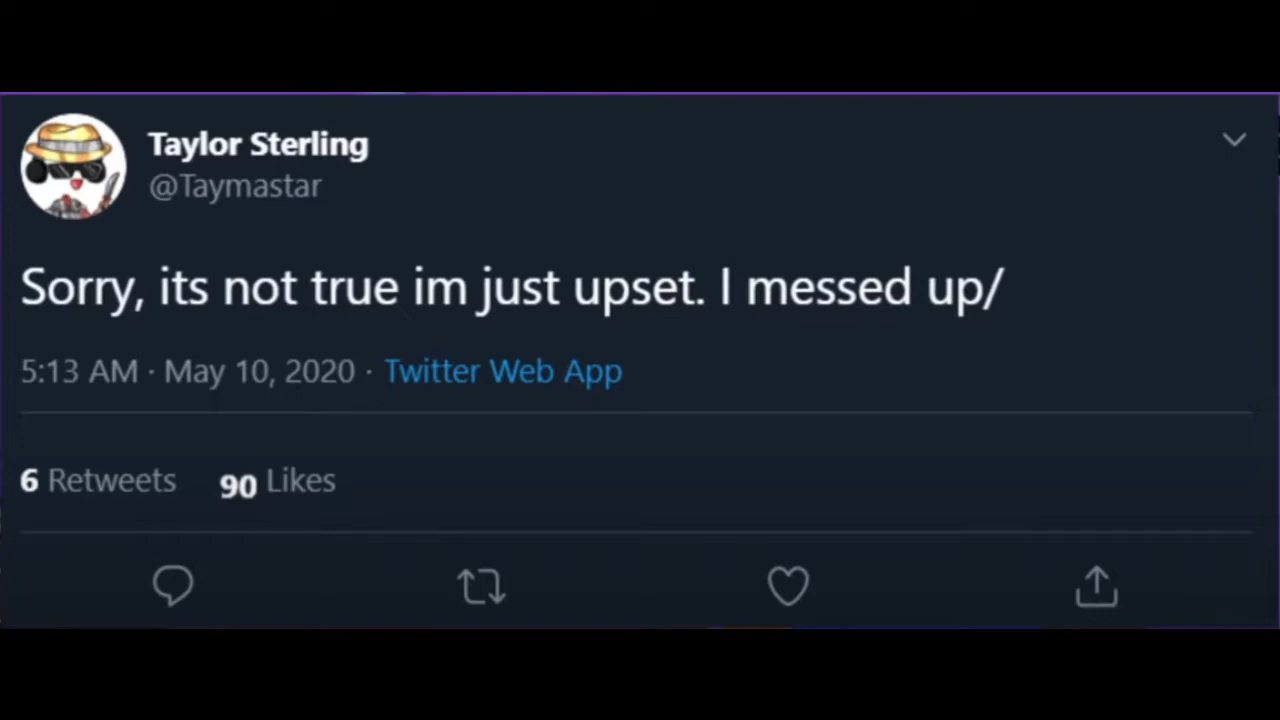 Taylor Sterling
@Taymastar
Sorry, its not true im just upset. I messed up/
5:13 AM · May 10, 2020 · Twitter Web App
6 Retweets 90 Likes